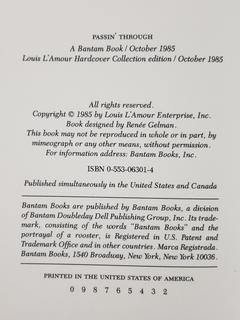 PASSIN' THROUGH
A Bantam Book / October 1985
Louis L'Amour Hardcover Collection edition / October 1985
All rights reserved.
Copyright © 1985 by Louis L'Amour Enterprise, Inc.
Book designed by Renée Gelman.
This book may not be reproduced in whole or in part, by
mimeograph or any other means, without permission.
For information address: Bantam Books, Inc.
ISBN 0-553-06301-4
Published simultaneously in the United States and Canada
Bantam Books are published by Bantam Books, a division
of Bantam Doubleday Dell Publishing Group, Inc. Its trade-
mark, consisting of the words "Bantam Books" and the
portrayal of a rooster, is Registered in U.S. Patent and
Trademark Office and in other countries. Marca Registrada.
Bantam Books, 1540 Broadway, New York, New York 10036.
PRINTED IN THE UNITED STATES OF AMERICA
0 9 8 7 6 5 4 3 2